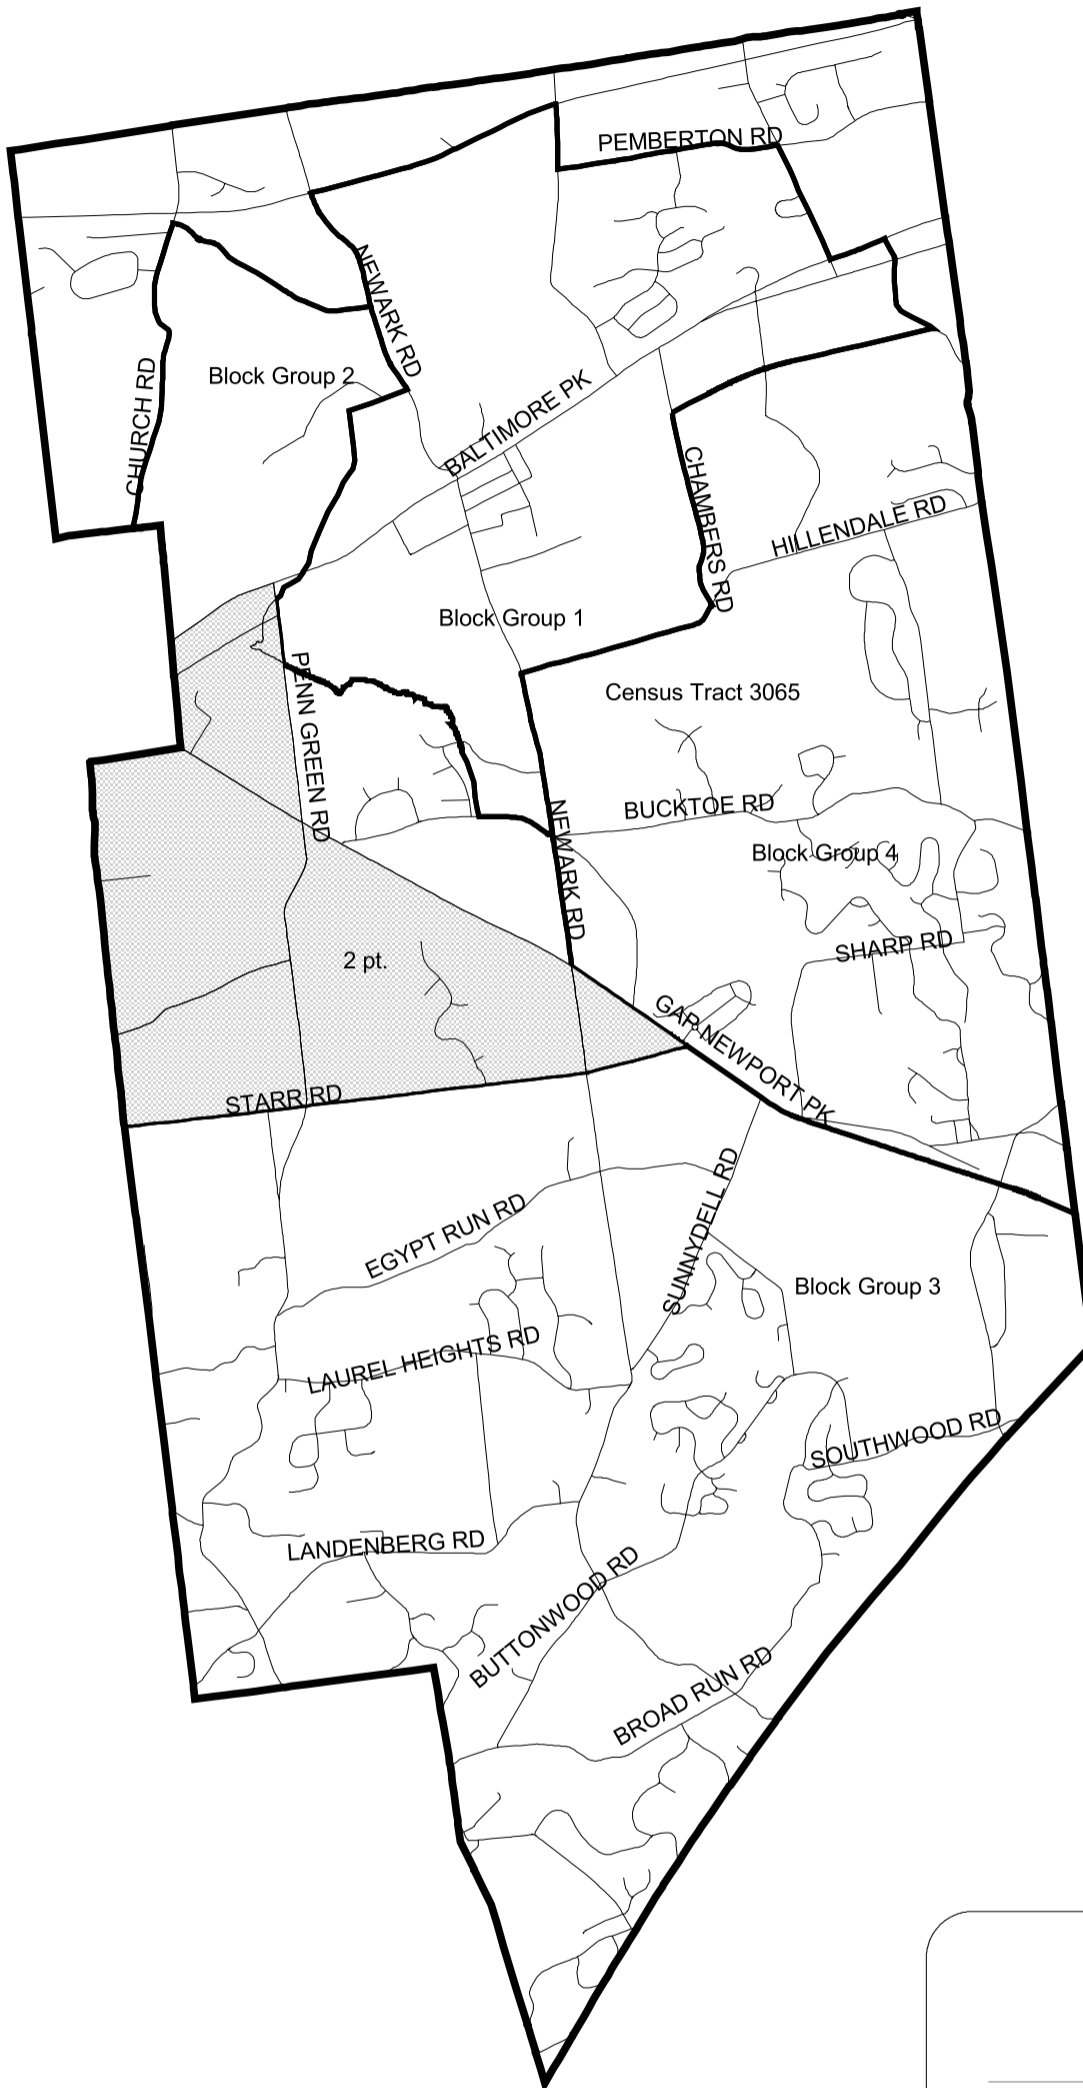 PEMBERTON RD
NEWARK RD
Block Group 2
CHURCH RD
BALTIMORE PK
CHAMBERS RD
HILLENDALE RD
Block Group 1
PENN GREEN RD
Census Tract 3065
BUCKTOE RD
NEWARK RD
Block Group 4
SHARP RD
2 pt.
GAP NEWPORT PK
STARR RD
SUNNYDELL RD
EGYPT RUN RD
Block Group 3
LAUREL HEIGHTS RD
SOUTHWOOD RD
LANDENBERG RD
BUTTONWOOD RD
BROAD RUN RD